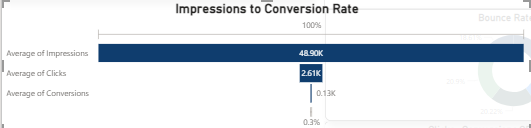 Impressions to Conversion Rate
100%
Average of Impressions 48.90K
Average of Clicks 2.61K
Average of Conversions 0.13K
0.3%
Bounce Rat